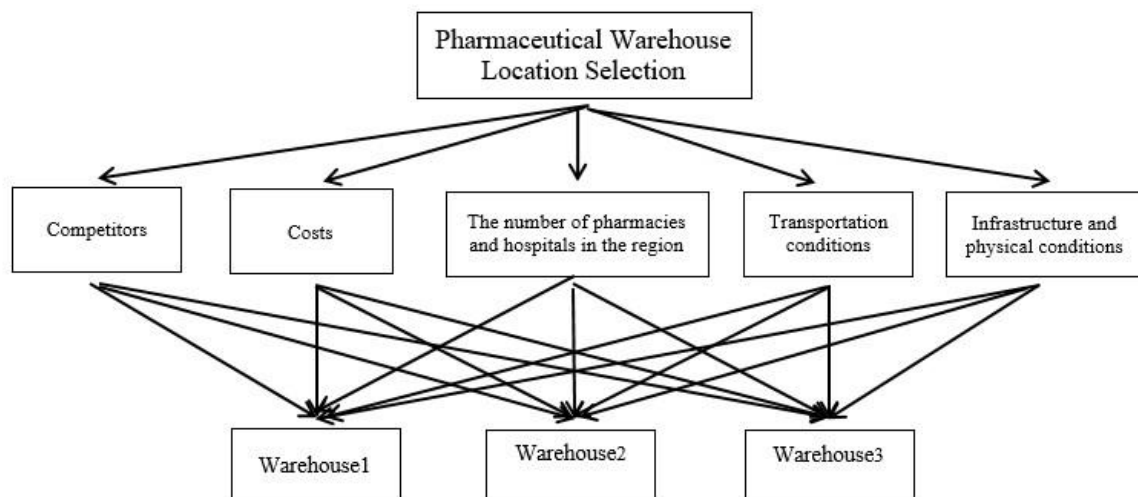 Pharmaceutical Warehouse
Location Selection
Competitors
Costs
The number of pharmacies
and hospitals in the region
Transportation
conditions
Infrastructure and
physical conditions
Warehouse1
Warehouse2
Warehouse3